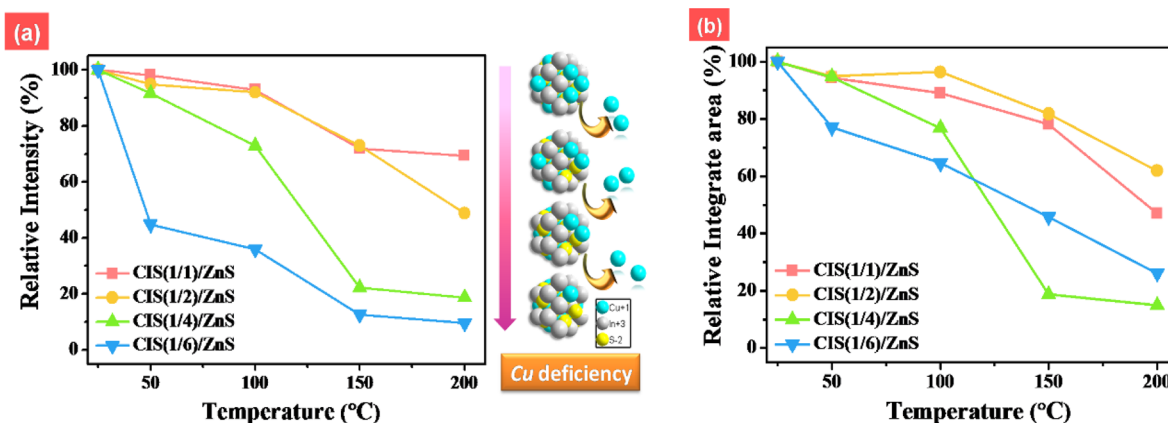 (a)
Relative Intensity (%)
100
80
60
40
20
0
CIS(1/1)/ZnS
CIS(1/2)/ZnS
CIS(1/4)/ZnS
CIS(1/6)/ZnS
50
100
150
200
Temperature (°C)
Cu+1
In+3
S-2
Cu deficiency
(b)
Relative Integrate area (%)
100
80
60
40
20
0
CIS(1/1)/ZnS
CIS(1/2)/ZnS
CIS(1/4)/ZnS
CIS(1/6)/ZnS
50
100
150
200
Temperature (°C)